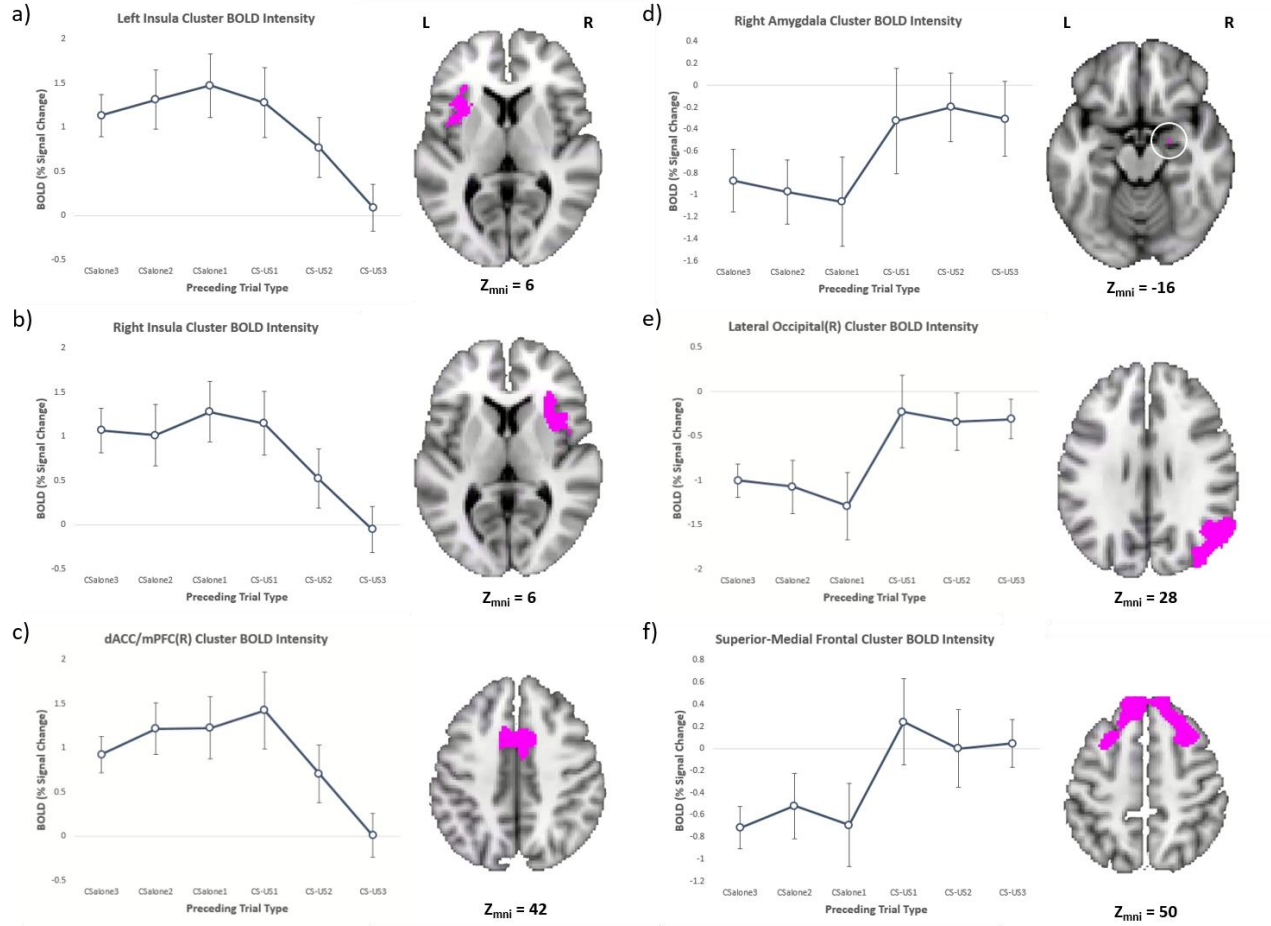 a)
Left Insula Cluster BOLD Intensity
BOLD (% Signal Change)
2
1.5
1
0.5
0
-0.5
CSalone3 CSalone2 CSalone1 CS-US1 CS-US2 CS-US3
Preceding Trial Type
L R
Zmni = 6
b)
Right Insula Cluster BOLD Intensity
BOLD (% Signal Change)
2
1.5
1
0.5
0
-0.5
CSalone3 CSalone2 CSalone1 CS-US1 CS-US2 CS-US3
Preceding Trial Type
Zmni = 6
c)
dACC/mPFC(R) Cluster BOLD Intensity
BOLD (% Signal Change)
2
1.5
1
0.5
0
-0.5
CSalone3 CSalone2 CSalone1 CS-US1 CS-US2 CS-US3
Preceding Trial Type
Zmni = 42
d)
Right Amygdala Cluster BOLD Intensity
BOLD (% Signal Change)
0.4
0.2
0
-0.2
-0.4
-0.6
-0.8
-1
-1.2
-1.4
-1.6
CSalone3 CSalone2 CSalone1 CS-US1 CS-US2 CS-US3
Preceding Trial Type
L R
Zmni = -16
e)
Lateral Occipital(R) Cluster BOLD Intensity
BOLD (% Signal Change)
0.5
0
-0.5
-1
-1.5
-2
CSalone3 CSalone2 CSalone1 CS-US1 CS-US2 CS-US3
Preceding Trial Type
Zmni = 28
f)
Superior-Medial Frontal Cluster BOLD Intensity
BOLD (% Signal Change)
0.8
0.6
0.4
0.2
0
-0.2
-0.4
-0.6
-0.8
-1
-1.2
CSalone3 CSalone2 CSalone1 CS-US1 CS-US2 CS-US3
Preceding Trial Type
Zmni = 50